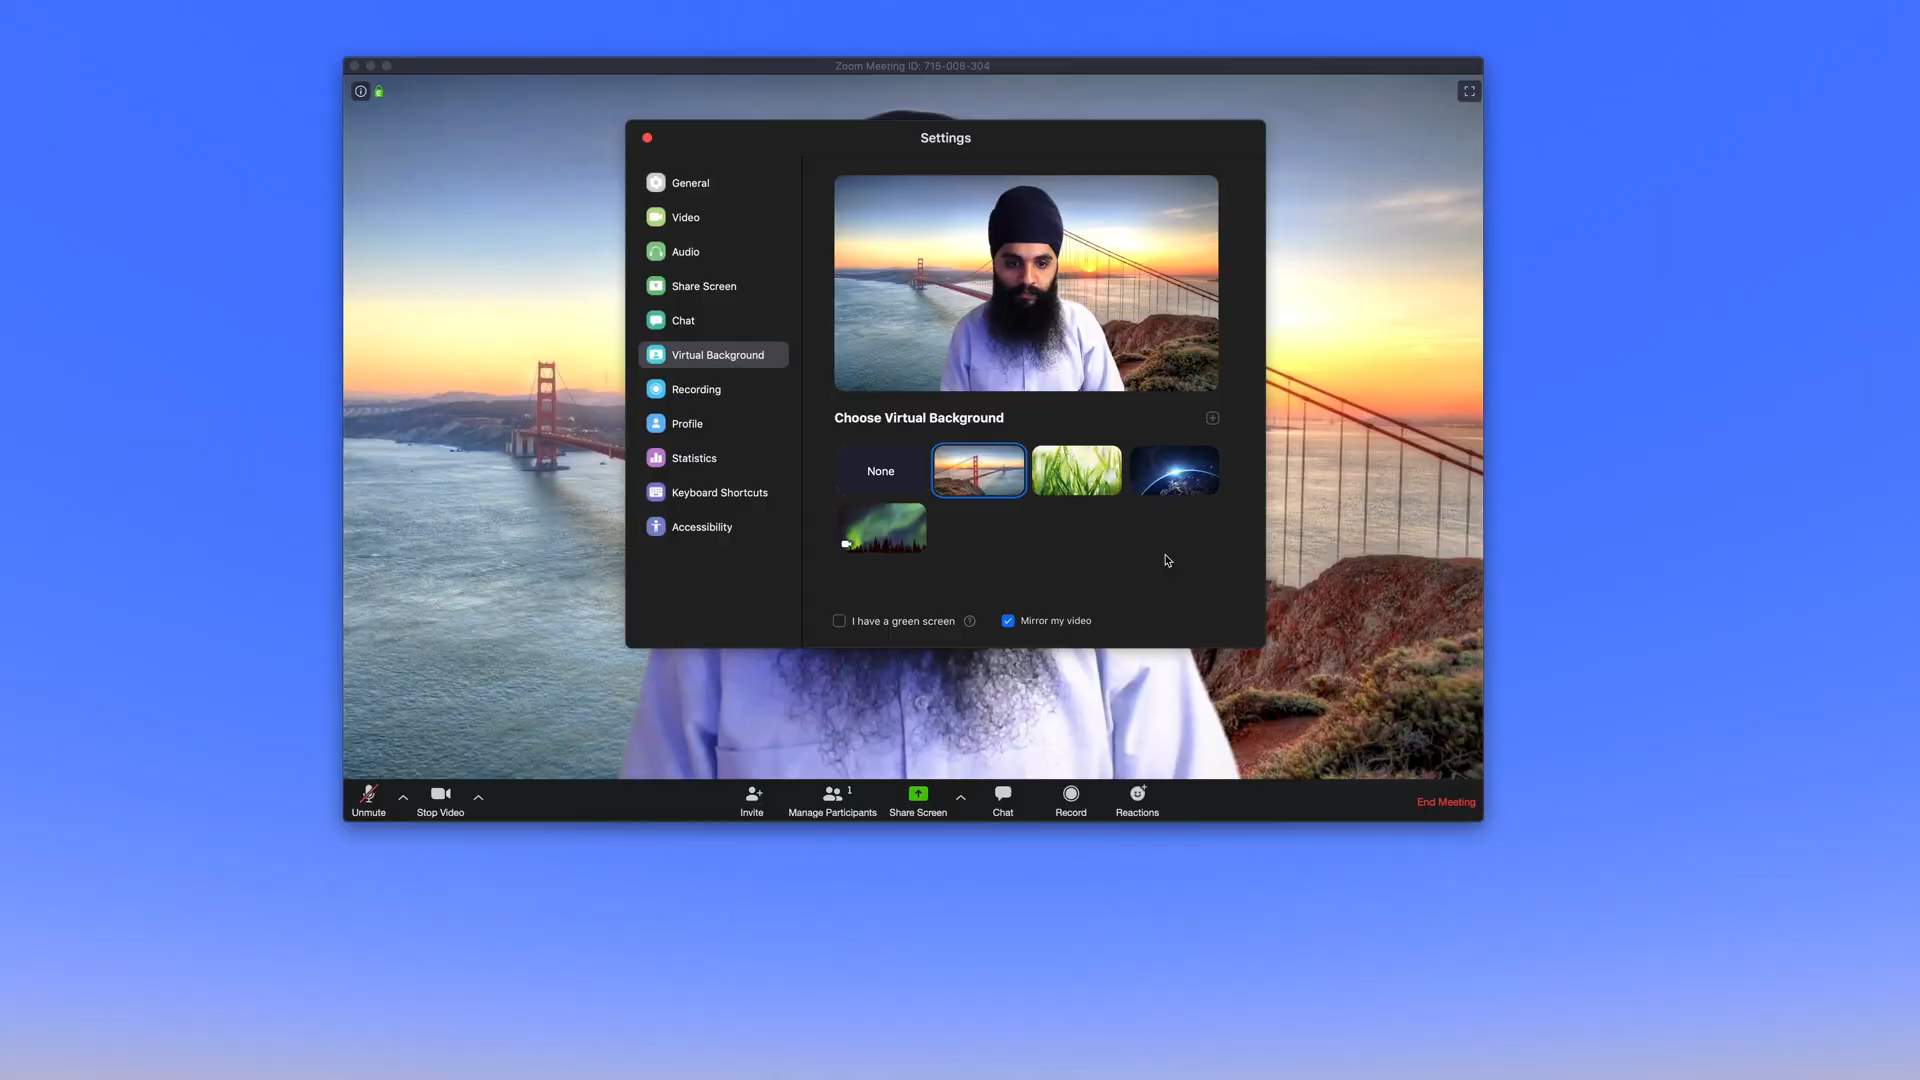 Zoom Meeting ID: 715-008-304
Settings
General
Video
Audio
Share Screen
Chat
Virtual Background
Recording
Profile
Statistics
Keyboard Shortcuts
Accessibility
Choose Virtual Background
None
I have a green screen
Mirror my video
Unmute
Stop Video
Invite
1
Manage Participants
Share Screen
Chat
Record
Reactions
End Meeting